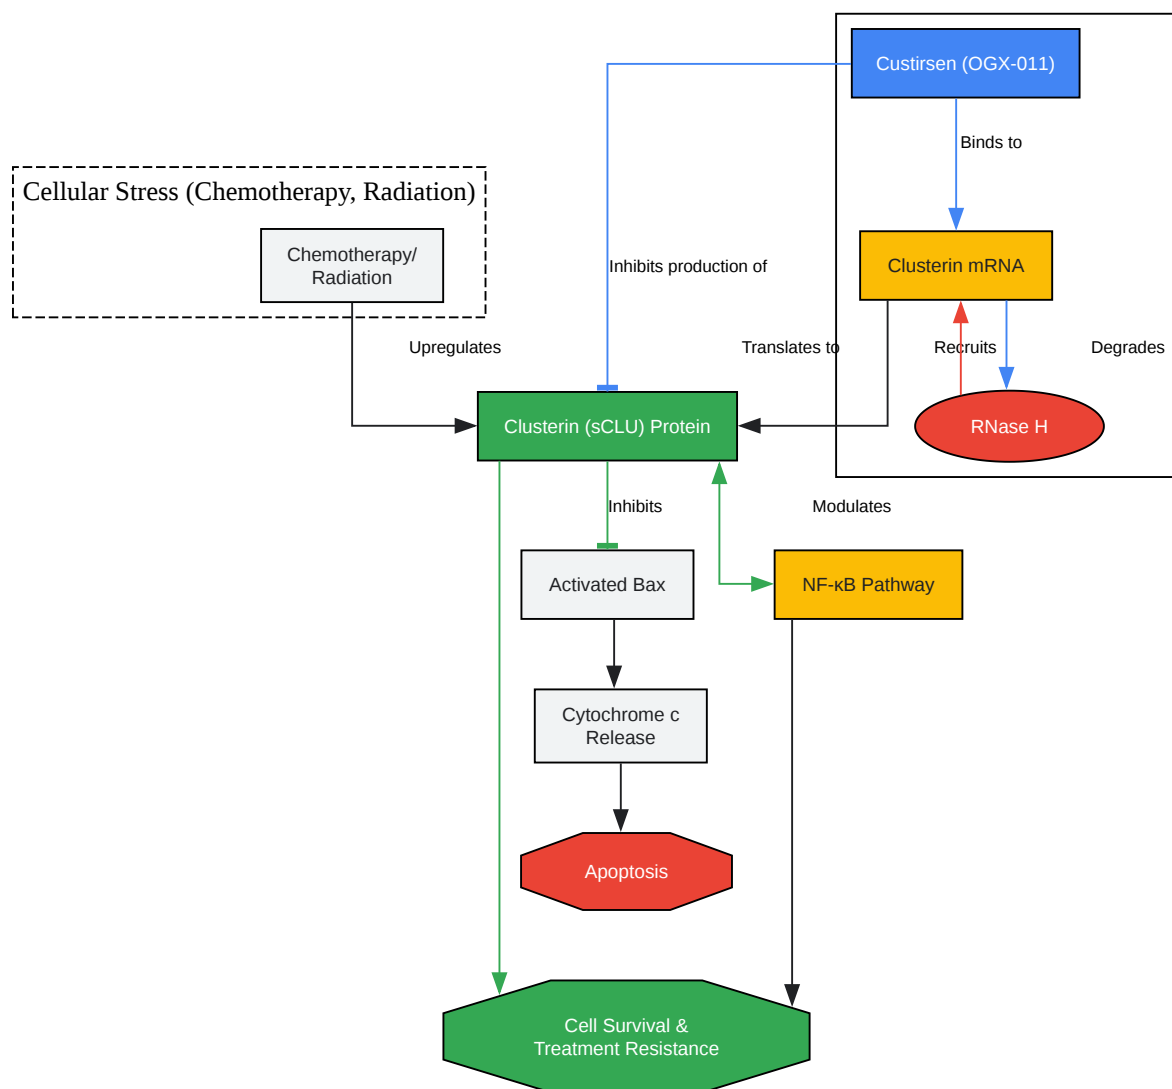 Custirsen (OGX-011)
Binds to
Cellular Stress (Chemotherapy, Radiation)
Chemotherapy/
Radiation
Inhibits production of
Clusterin mRNA
Upregulates
Translates to
Recruits
Degrades
Clusterin (sCLU) Protein
RNase H
Inhibits
Modulates
Activated Bax
NF-κB Pathway
Cytochrome c
Release
Apoptosis
Cell Survival &
Treatment Resistance